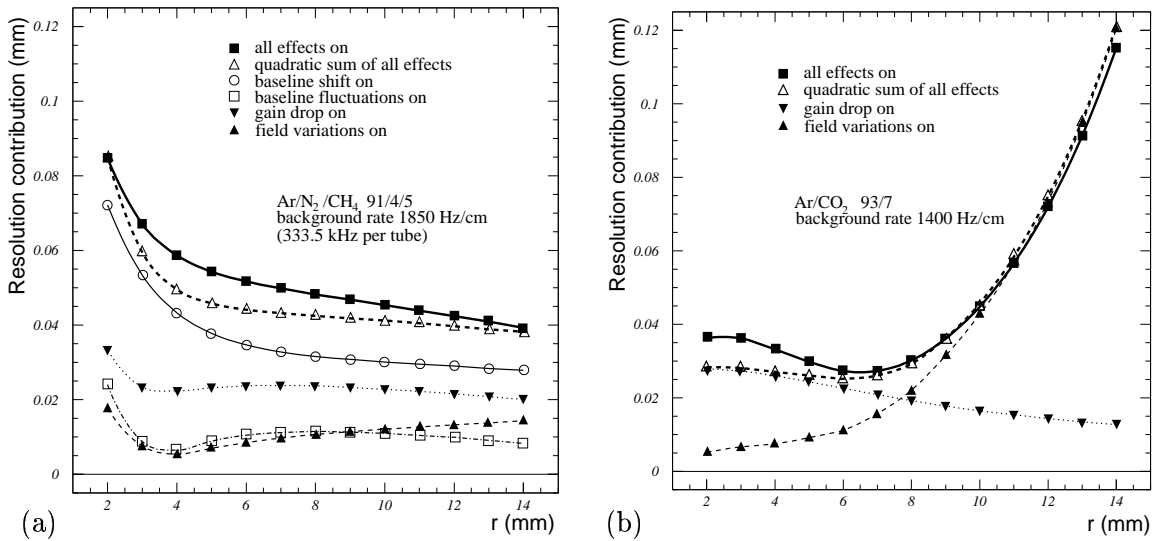 Resolution contribution (mm)
0.12
0.1
0.08
0.06
0.04
0.02
0
all effects on
quadratic sum of all effects
baseline shift on
baseline fluctuations on
gain drop on
field variations on
Ar/N2 /CH4 91/4/5
background rate 1850 Hz/cm
(333.5 kHz per tube)
2 4 6 8 10 12 14
r (mm)
(a)
Resolution contribution (mm)
0.12
0.1
0.08
0.06
0.04
0.02
0
all effects on
quadratic sum of all effects
gain drop on
field variations on
Ar/CO2 93/7
background rate 1400 Hz/cm
2 4 6 8 10 12 14
r (mm)
(b)